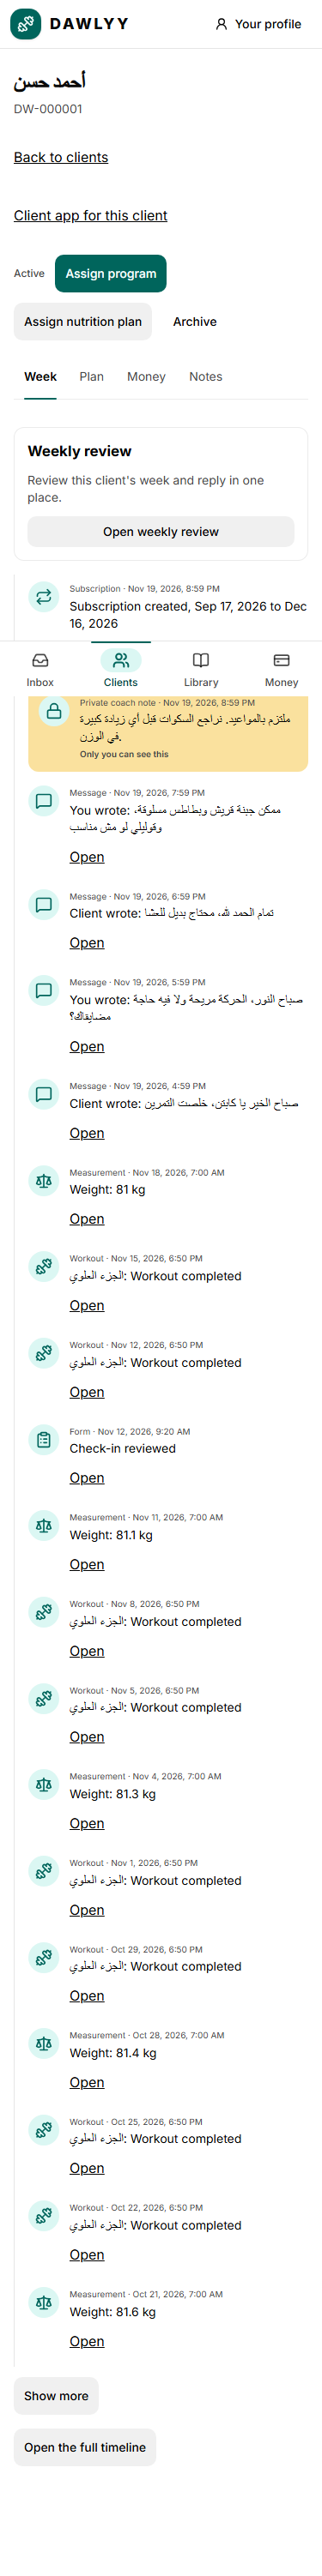 DAWLYY
Your profile
أحمد حسن
DW-000001
Back to clients
Client app for this client
Active
Assign program
Assign nutrition plan
Archive
Week
Plan
Money
Notes
Weekly review
Review this client's week and reply in one
place.
Open weekly review
Subscription · Nov 19, 2026, 8:59 PM
Subscription created, Sep 17, 2026 to Dec
16, 2026
Inbox
Clients
Library
Money
Private coach note · Nov 19, 2026, 8:59 PM
ملتزم بالمواعيد. نراجع السكوات قبل أي زيادة كبيرة
في الوزن.
Only you can see this
Message · Nov 19, 2026, 7:59 PM
You wrote: ممكن جبنة قريش وبطاطس مسلوقة،
وقوليلي لو مش مناسب
Open
Message · Nov 19, 2026, 6:59 PM
Client wrote: تمام الحمد لله، محتاج بديل للعشا
Open
Message · Nov 19, 2026, 5:59 PM
You wrote: صباح النور، الحركة مريحة ولا فيه حاجة
مضايقاك؟
Open
Message · Nov 19, 2026, 4:59 PM
Client wrote: صباح الخير يا كابتن، خلصت التمرين
Open
Measurement · Nov 18, 2026, 7:00 AM
Weight: 81 kg
Open
Workout · Nov 15, 2026, 6:50 PM
الجزء العلوي: Workout completed
Open
Workout · Nov 12, 2026, 6:50 PM
الجزء العلوي: Workout completed
Open
Form · Nov 12, 2026, 9:20 AM
Check-in reviewed
Open
Measurement · Nov 11, 2026, 7:00 AM
Weight: 81.1 kg
Open
Workout · Nov 8, 2026, 6:50 PM
الجزء العلوي: Workout completed
Open
Workout · Nov 5, 2026, 6:50 PM
الجزء العلوي: Workout completed
Open
Measurement · Nov 4, 2026, 7:00 AM
Weight: 81.3 kg
Open
Workout · Nov 1, 2026, 6:50 PM
الجزء العلوي: Workout completed
Open
Workout · Oct 29, 2026, 6:50 PM
الجزء العلوي: Workout completed
Open
Measurement · Oct 28, 2026, 7:00 AM
Weight: 81.4 kg
Open
Workout · Oct 25, 2026, 6:50 PM
الجزء العلوي: Workout completed
Open
Workout · Oct 22, 2026, 6:50 PM
الجزء العلوي: Workout completed
Open
Measurement · Oct 21, 2026, 7:00 AM
Weight: 81.6 kg
Open
Show more
Open the full timeline